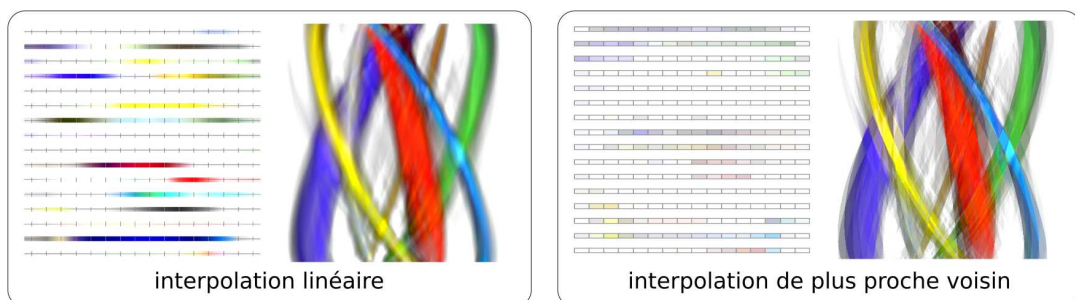 interpolation linéaire
interpolation de plus proche voisin